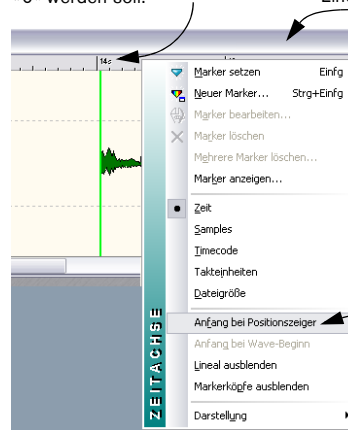 werden soll.
14s
Marker setzen Einfg
Neuer Marker... Strg+Einfg
Marker bearbeiten...
Marker löschen
Mehrere Marker löschen...
Marker anzeigen...
Zeit
Samples
Timecode
Takteinheiten
Dateigröße
Anfang bei Positionszeiger
Anfang bei Wave-Beginn
Lineal ausblenden
Markerköpfe ausblenden
Darstellung
ZEITACHSE